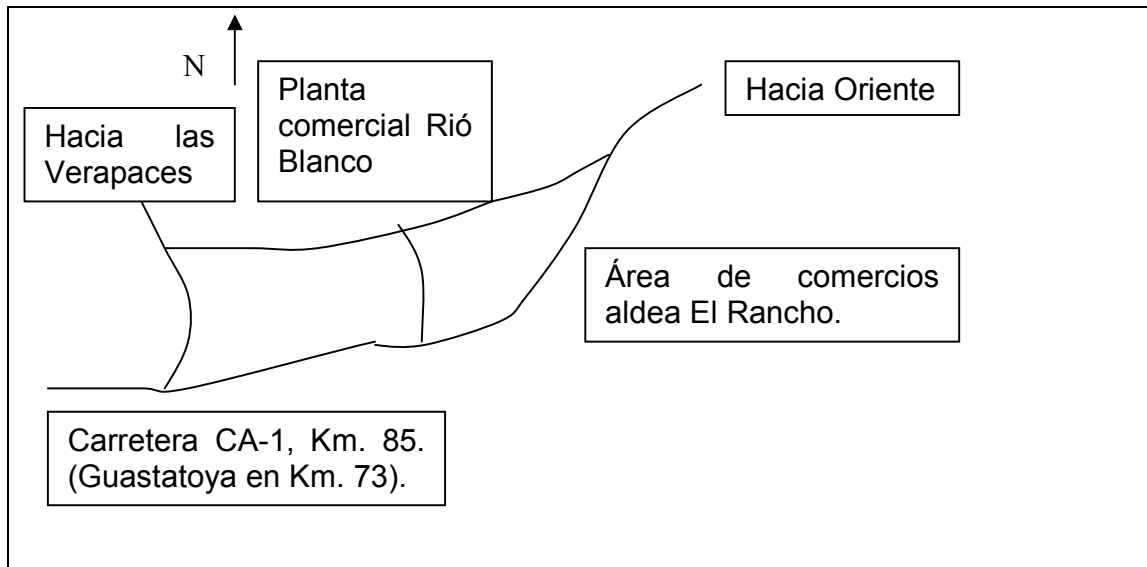 N
Planta
comercial Rió
Blanco
Hacia Oriente
Hacia las
Verapaces
Área de comercios
aldea El Rancho.
Carretera CA-1, Km. 85.
(Guastatoya en Km. 73).